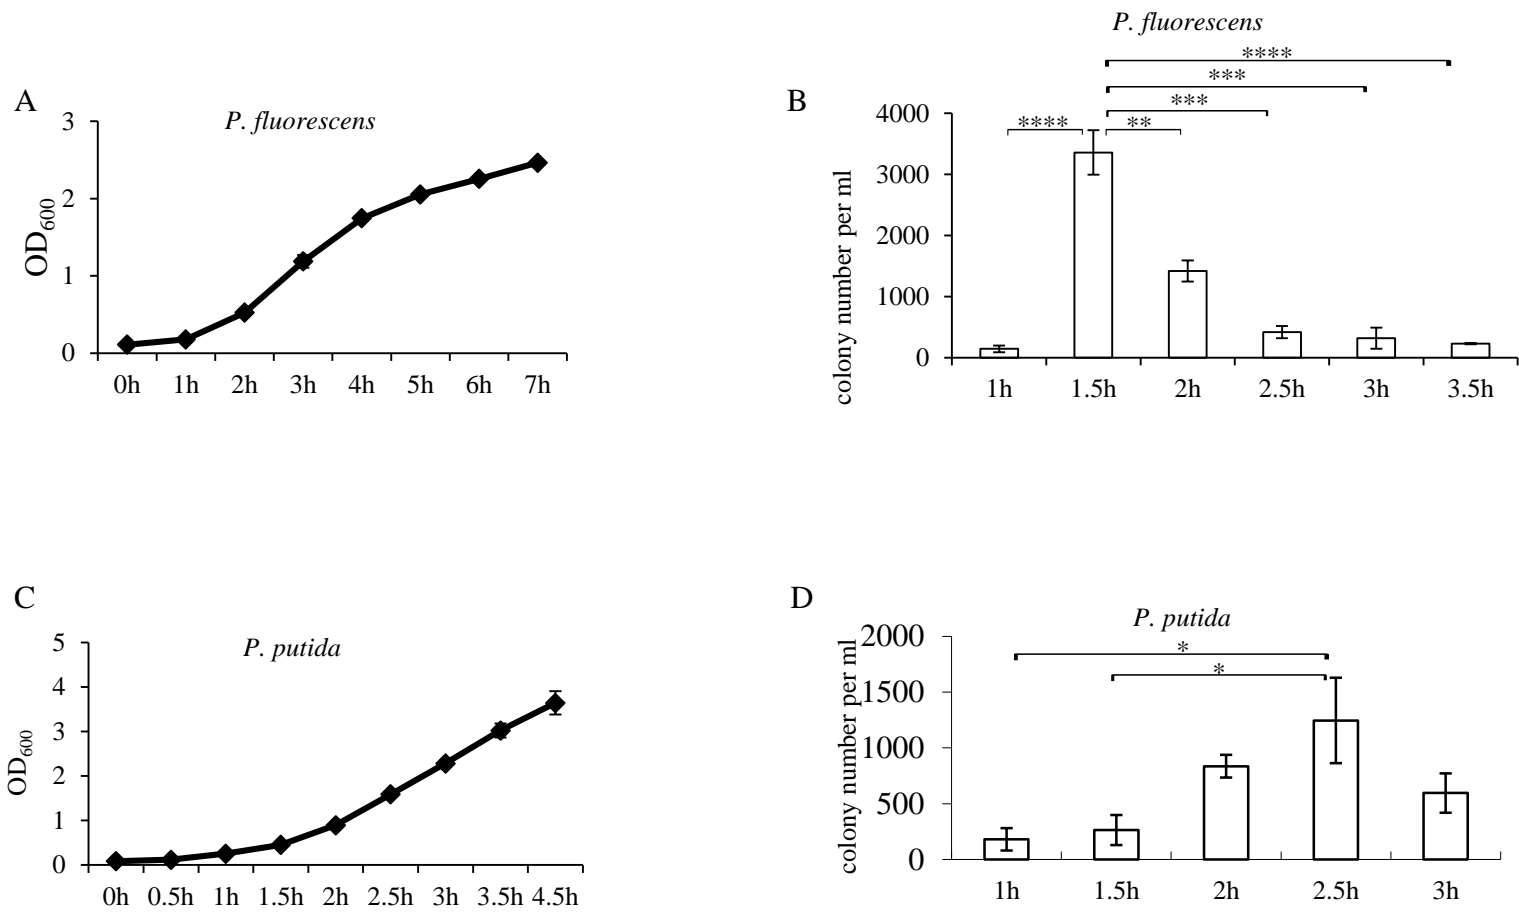 A
P. fluorescens
OD600
3
2
1
0
0h 1h 2h 3h 4h 5h 6h 7h
B
P. fluorescens
****
***
***
**** **
colony number per ml
4000
3000
2000
1000
0
1h 1.5h 2h 2.5h 3h 3.5h
C
P. putida
OD600
5
4
3
2
1
0
0h 0.5h 1h 1.5h 2h 2.5h 3h 3.5h 4.5h
D
P. putida
*
*
colony number per ml
2000
1500
1000
500
0
1h 1.5h 2h 2.5h 3h